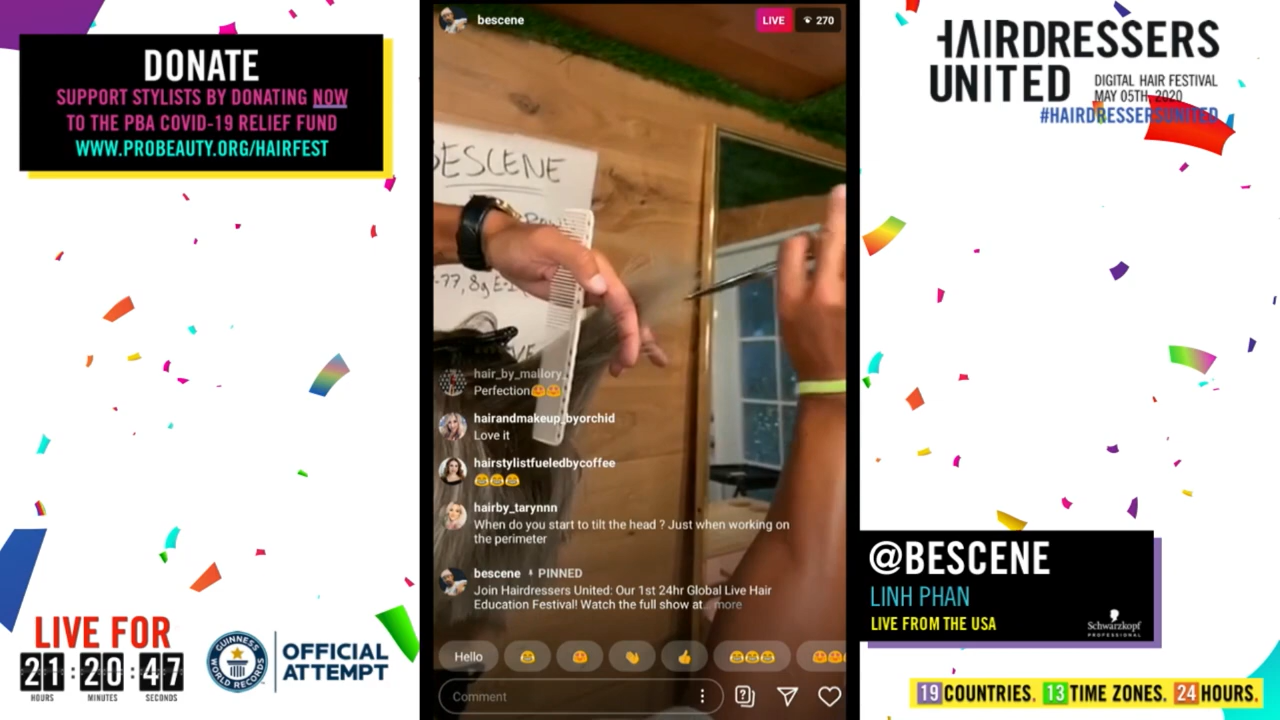 DONATE
SUPPORT STYLISTS BY DONATING NOW
TO THE PBA COVID-19 RELIEF FUND
WWW.PROBEAUTY.ORG/HAIRFEST
LIVE FOR
21:20:47
HOURS MINUTES SECONDS
GUINNESS
WORLD RECORDS
OFFICIAL
ATTEMPT
bescene
LIVE
270
BESCENE
hair_by_mallory
Perfection
hairandmakeup_byorchid
Love it
hairstylistfueledbycoffee
hairby_tarynnn
When do you start to tilt the head ? Just when working on
the perimeter
bescene PINNED
Join Hairdressers United: Our 1st 24hr Global Live Hair
Education Festival! Watch the full show at... more
Hello
Comment
HAIRDRESSERS
UNITED
DIGITAL HAIR FESTIVAL
MAY 05TH, 2020
#HAIRDRESSERSUNITED
@BESCENE
LINH PHAN
LIVE FROM THE USA
Schwarzkopf
PROFESSIONAL
19 COUNTRIES. 13 TIME ZONES. 24 HOURS.